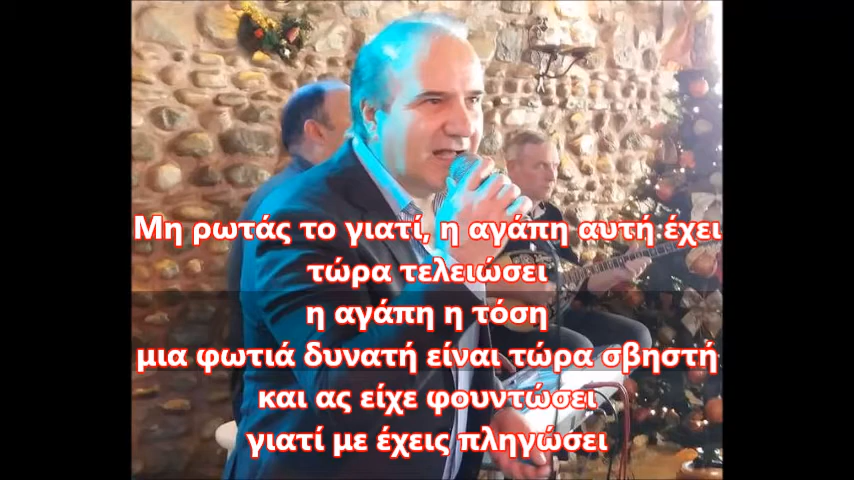 Μη ρωτάς το γιατί, η αγάπη αυτή έχει
τώρα τελειώσει
η αγάπη η τόση
μια φωτιά δυνατή είναι τώρα σβηστή
και ας είχε φουντώσει
γιατί με έχεις πληγώσει